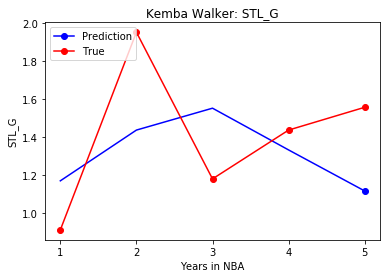 Kemba Walker: STL_G
Prediction
True
STL_G
2.0
1.8
1.6
1.4
1.2
1.0
1 2 3 4 5
Years in NBA